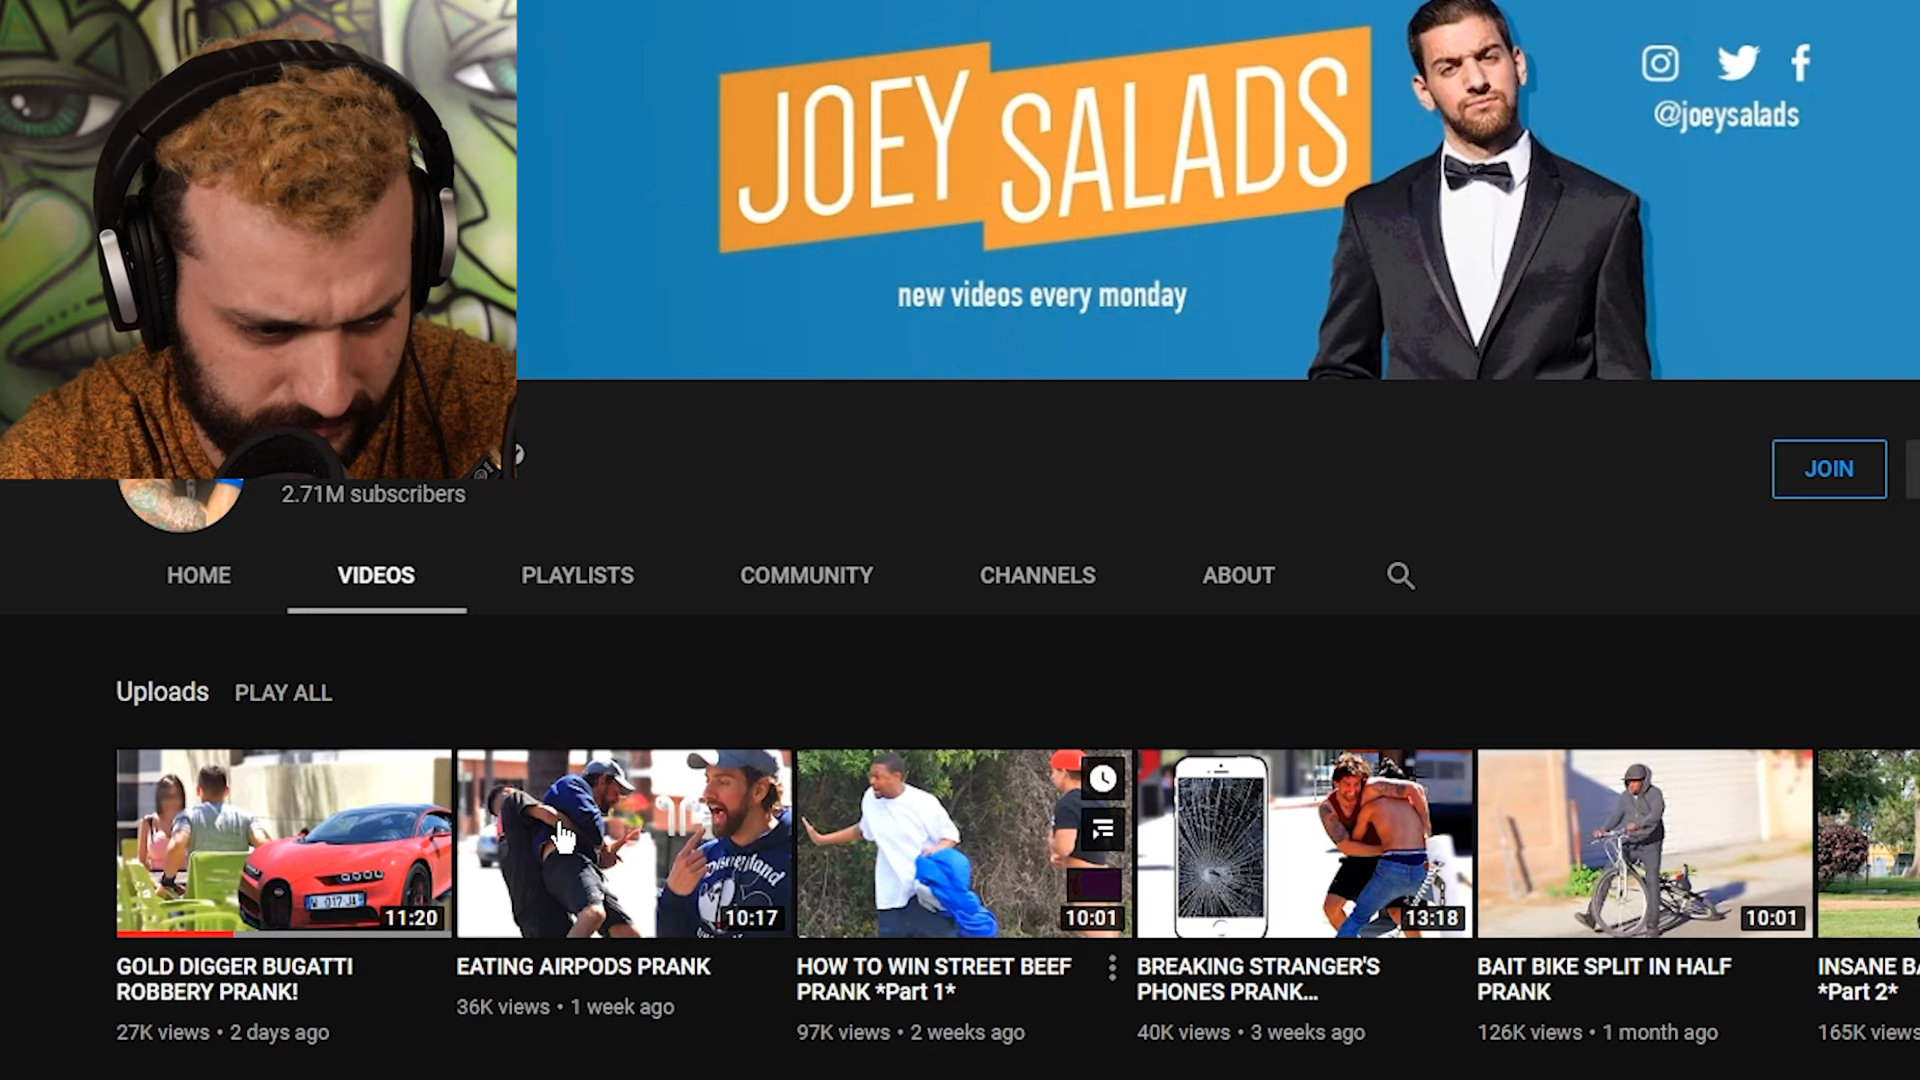 JOEY SALADS
@joeysalads
new videos every monday
2.71M subscribers
JOIN
HOME VIDEOS PLAYLISTS COMMUNITY CHANNELS ABOUT
Uploads PLAY ALL
11:20 10:17 10:01 13:18 10:01
GOLD DIGGER BUGATTI
ROBBERY PRANK!
27K views • 2 days ago
EATING AIRPODS PRANK
36K views • 1 week ago
HOW TO WIN STREET BEEF
PRANK *Part 1*
97K views • 2 weeks ago
BREAKING STRANGER'S
PHONES PRANK...
40K views • 3 weeks ago
BAIT BIKE SPLIT IN HALF
PRANK
126K views • 1 month ago
INSANE
*Part 2*
165K views